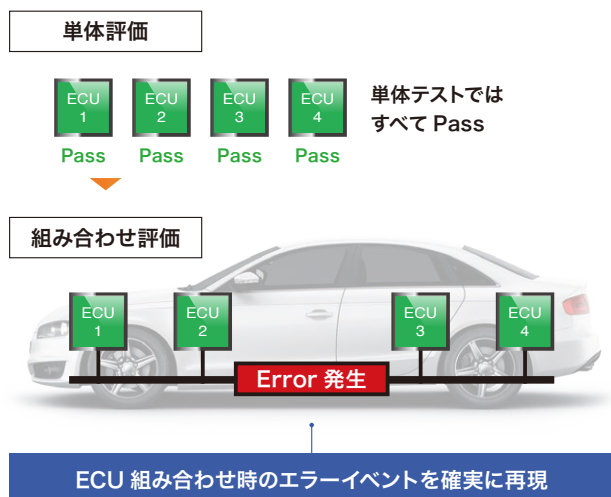 単体評価
ECU
1
ECU
2
ECU
3
ECU
4
Pass
Pass
Pass
Pass
単体テストでは
すべて Pass
組み合わせ評価
ECU
1
ECU
2
ECU
3
ECU
4
Error 発生
ECU 組み合わせ時のエラーイベントを確実に再現